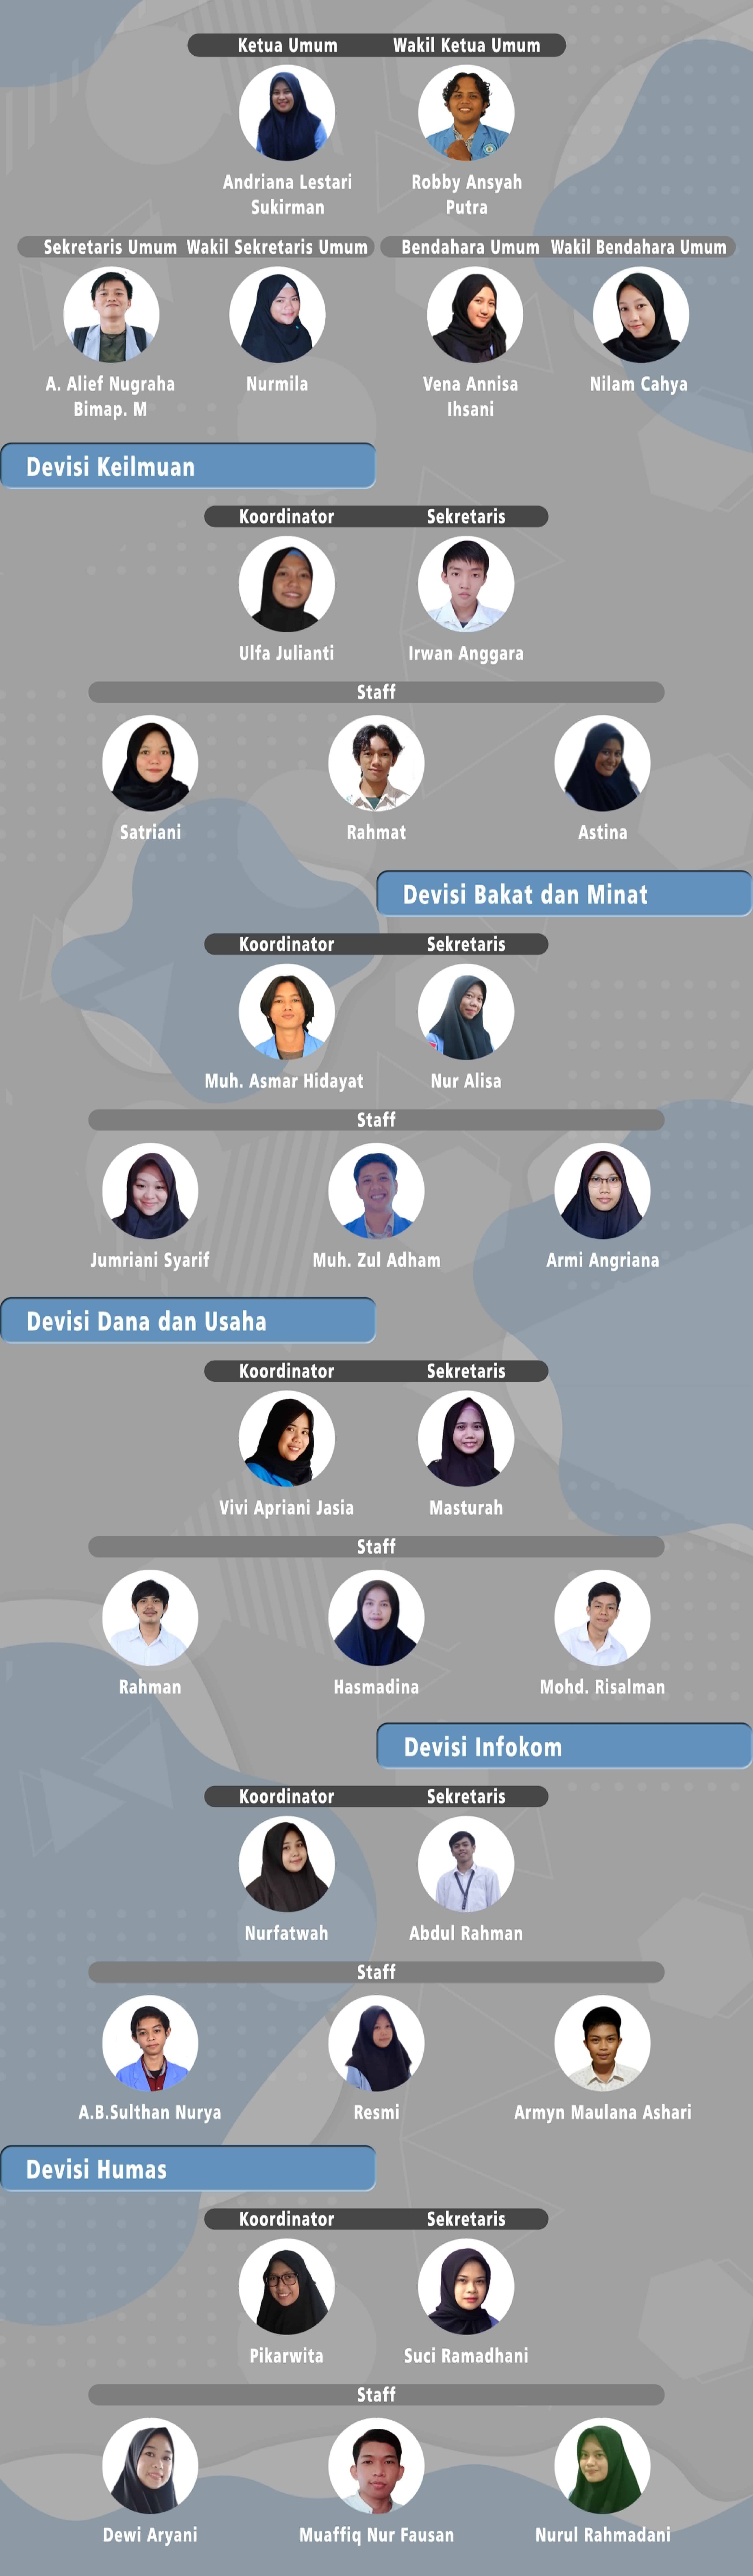 Ketua Umum Wakil Ketua Umum
Andriana Lestari Sukirman
Robby Ansyah Putra
Sekretaris Umum Wakil Sekretaris Umum Bendahara Umum Wakil Bendahara Umum
A. Alief Nugraha Bimap. M
Nurmila
Vena Annisa Ihsani
Nilam Cahya
Devisi Keilmuan
Koordinator Sekretaris
Ulfa Julianti Irwan Anggara
Staff
Satriani Rahmat Astina
Devisi Bakat dan Minat
Koordinator Sekretaris
Muh. Asmar Hidayat Nur Alisa
Staff
Jumriani Syarif Muh. Zul Adham Armi Angriana
Devisi Dana dan Usaha
Koordinator Sekretaris
Vivi Apriani Jasia Masturah
Staff
Rahman Hasmadina Mohd. Risalman
Devisi Infokom
Koordinator Sekretaris
Nurfatwah Abdul Rahman
Staff
A.B.Sulthan Nurya Resmi Armyn Maulana Ashari
Devisi Humas
Koordinator Sekretaris
Pikarwita Suci Ramadhani
Staff
Dewi Aryani Muaffiq Nur Fausan Nurul Rahmadani